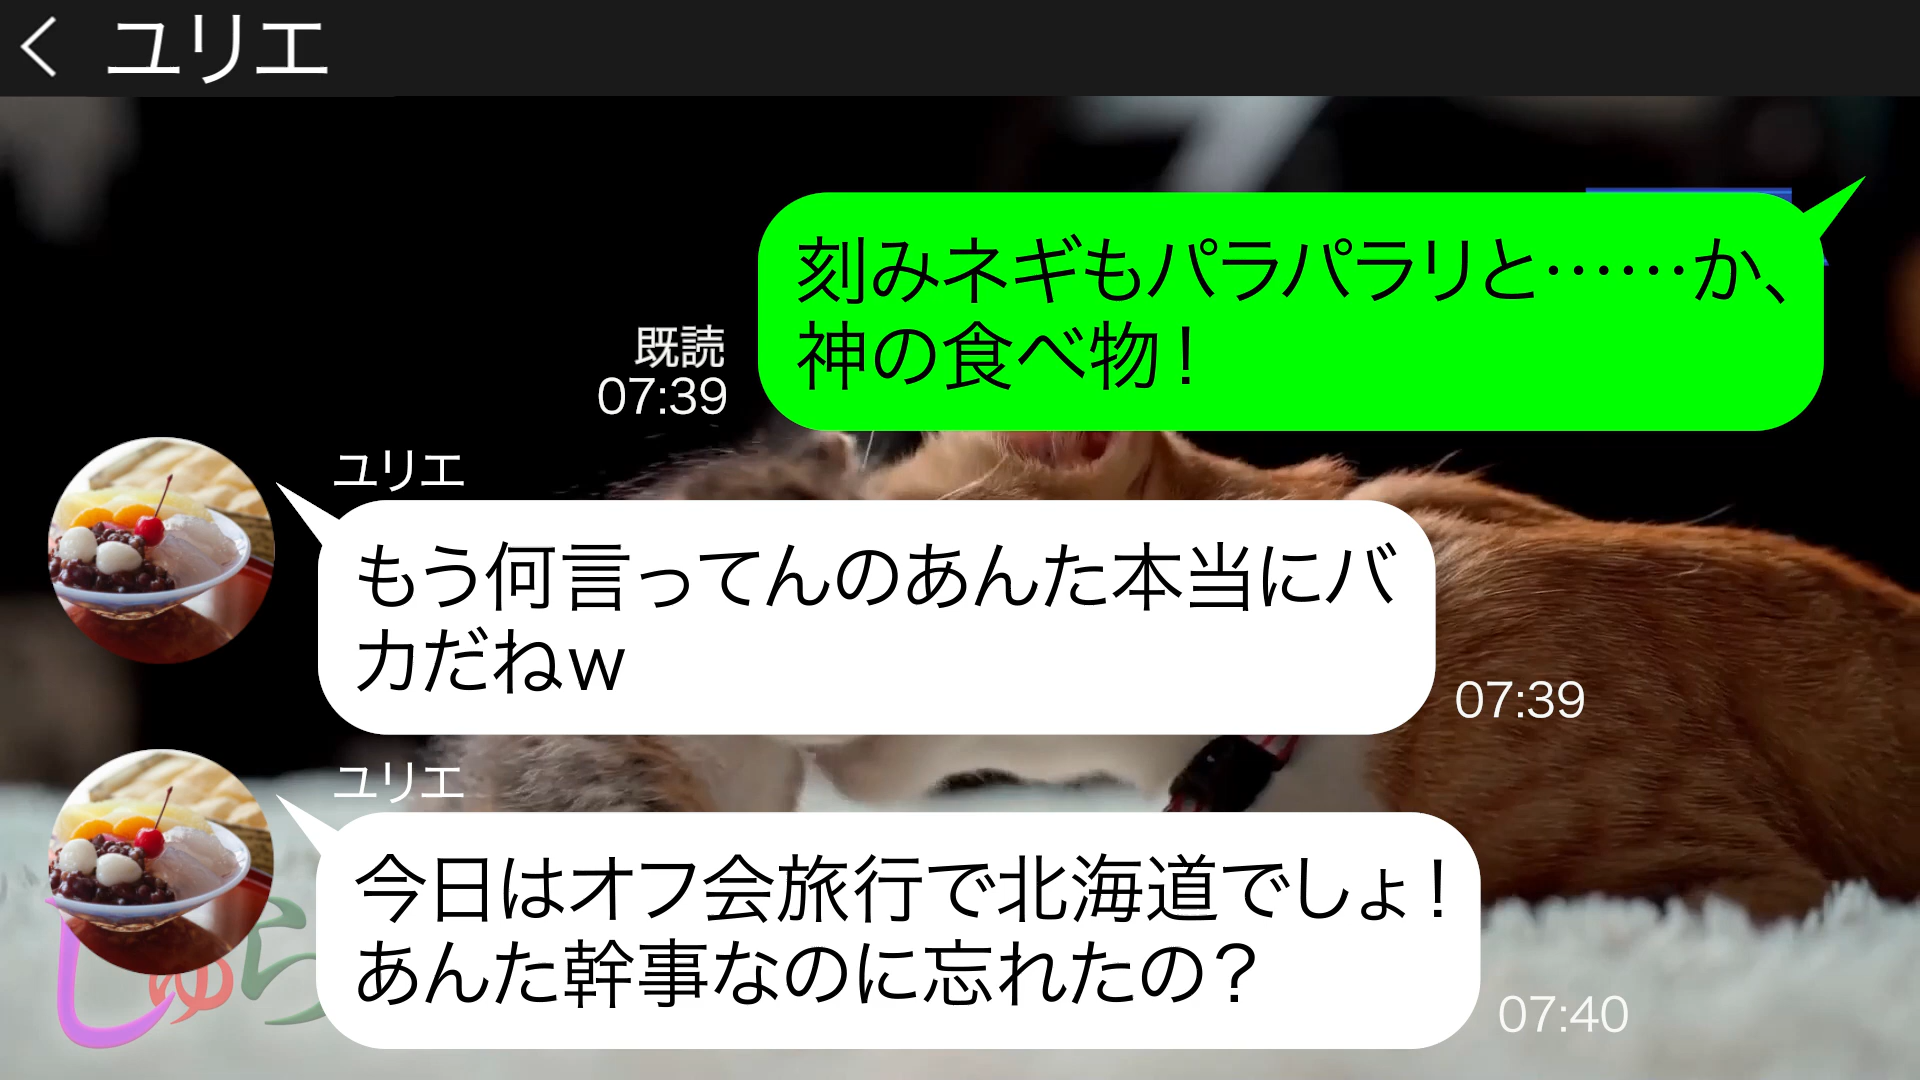 ユリエ
刻みネギもパラパラリと……か、
神の食べ物！
既読
07:39
ユリエ
もう何言ってんのあんた本当にバ
カだねw
07:39
ユリエ
今日はオフ会旅行で北海道でしょ！
あんた幹事なのに忘れたの？
07:40
しゅら